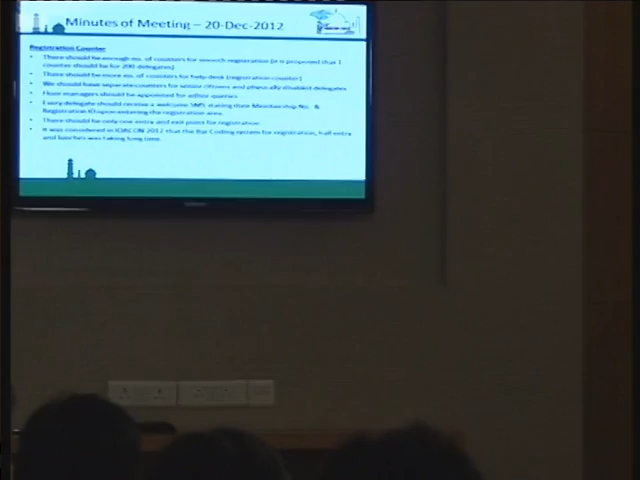 Minutes of Meeting – 20-Dec-2012
Registration Counter
• There should be enough no. of counters for smooth registration (it is proposed that 1
counter should be for 200 delegates)
• There should be more no. of counters for help desk (registration counter)
• We should have separate counters for senior citizens and physically disabled delegates
• Floor managers should be appointed for adhoc queries
• Every delegate should receive a welcome SMS stating their Membership No. &
Registration ID upon entering the registration area.
• There should be only one entry and exit point for registration
• It was considered in IOACON 2012 that the Bar Coding system for registration, hall entry
and lunches was taking long time.